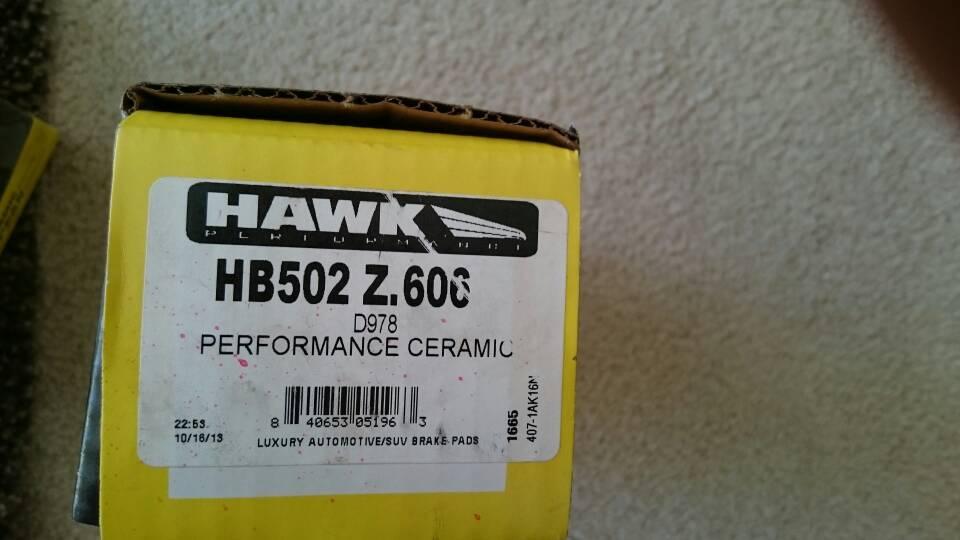 HAWK
PERFORMANCE
HB502 Z.606
D978
PERFORMANCE CERAMIC
8 40653 05196 3
22:53
10/16/13
LUXURY AUTOMOTIVE/SUV BRAKE PADS
1665
407-1AK16N